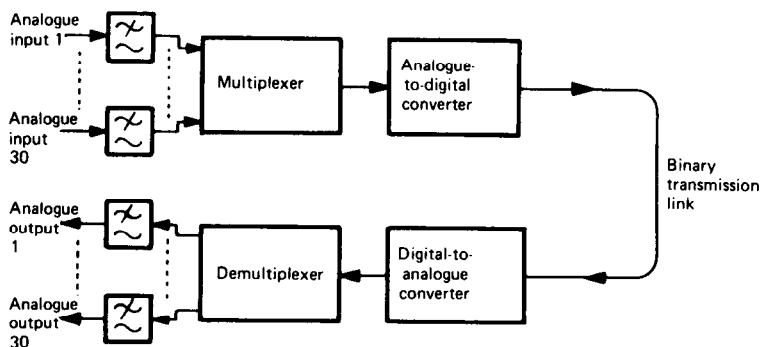 Analogue
input 1
Analogue
input
30
Multiplexer
Analogue-
to-digital
converter
Binary
transmission
link
Analogue
output
1
Analogue
output
30
Demultiplexer
Digital-to-
analogue
converter